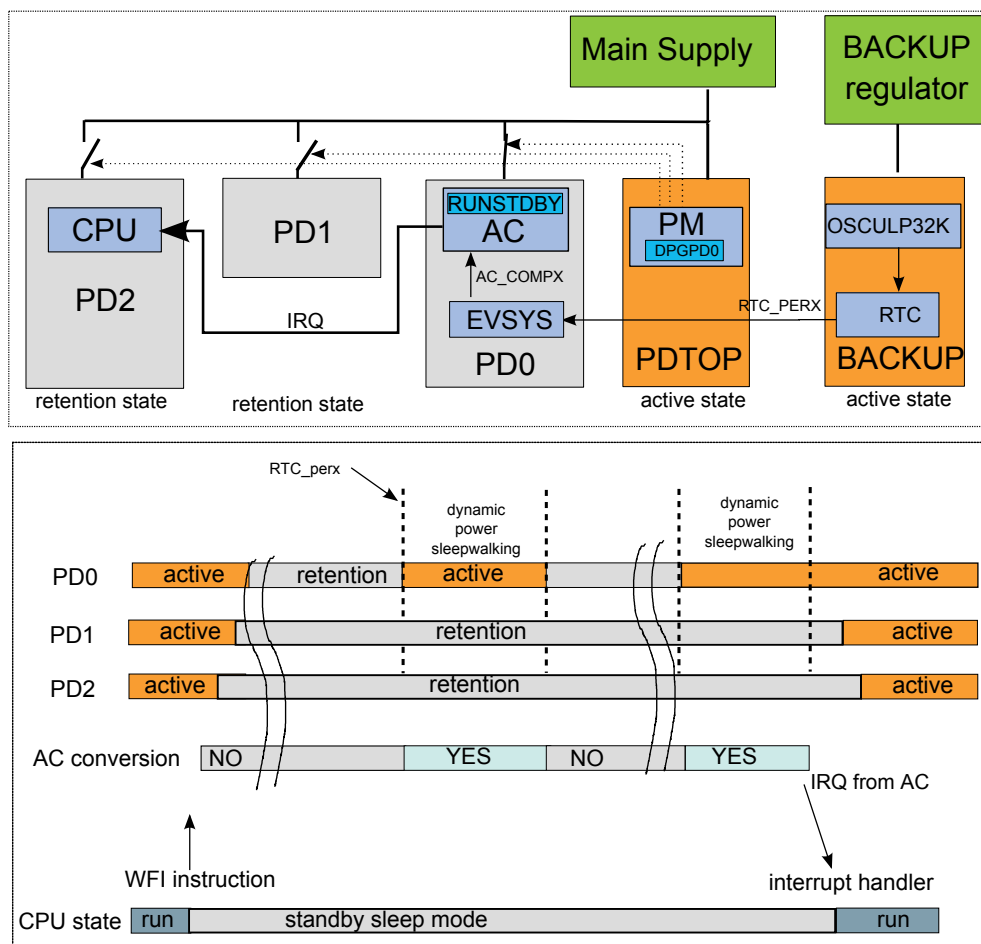 Main Supply
BACKUP
regulator
RUNSTDBY
AC
CPU
PD1
PM
DPGPD0
OSCULP32K
AC_COMPX
PD2
IRQ
EVSYS
RTC_PERX
RTC
PD0
PDTOP
BACKUP
retention state
retention state
active state
active state
RTC_perx
dynamic
power
sleepwalking
dynamic
power
sleepwalking
PD0
active
retention
active
active
PD1
active
retention
active
PD2
active
retention
active
AC conversion
NO
YES
NO
YES
IRQ from AC
WFI instruction
interrupt handler
CPU state
run
standby sleep mode
run